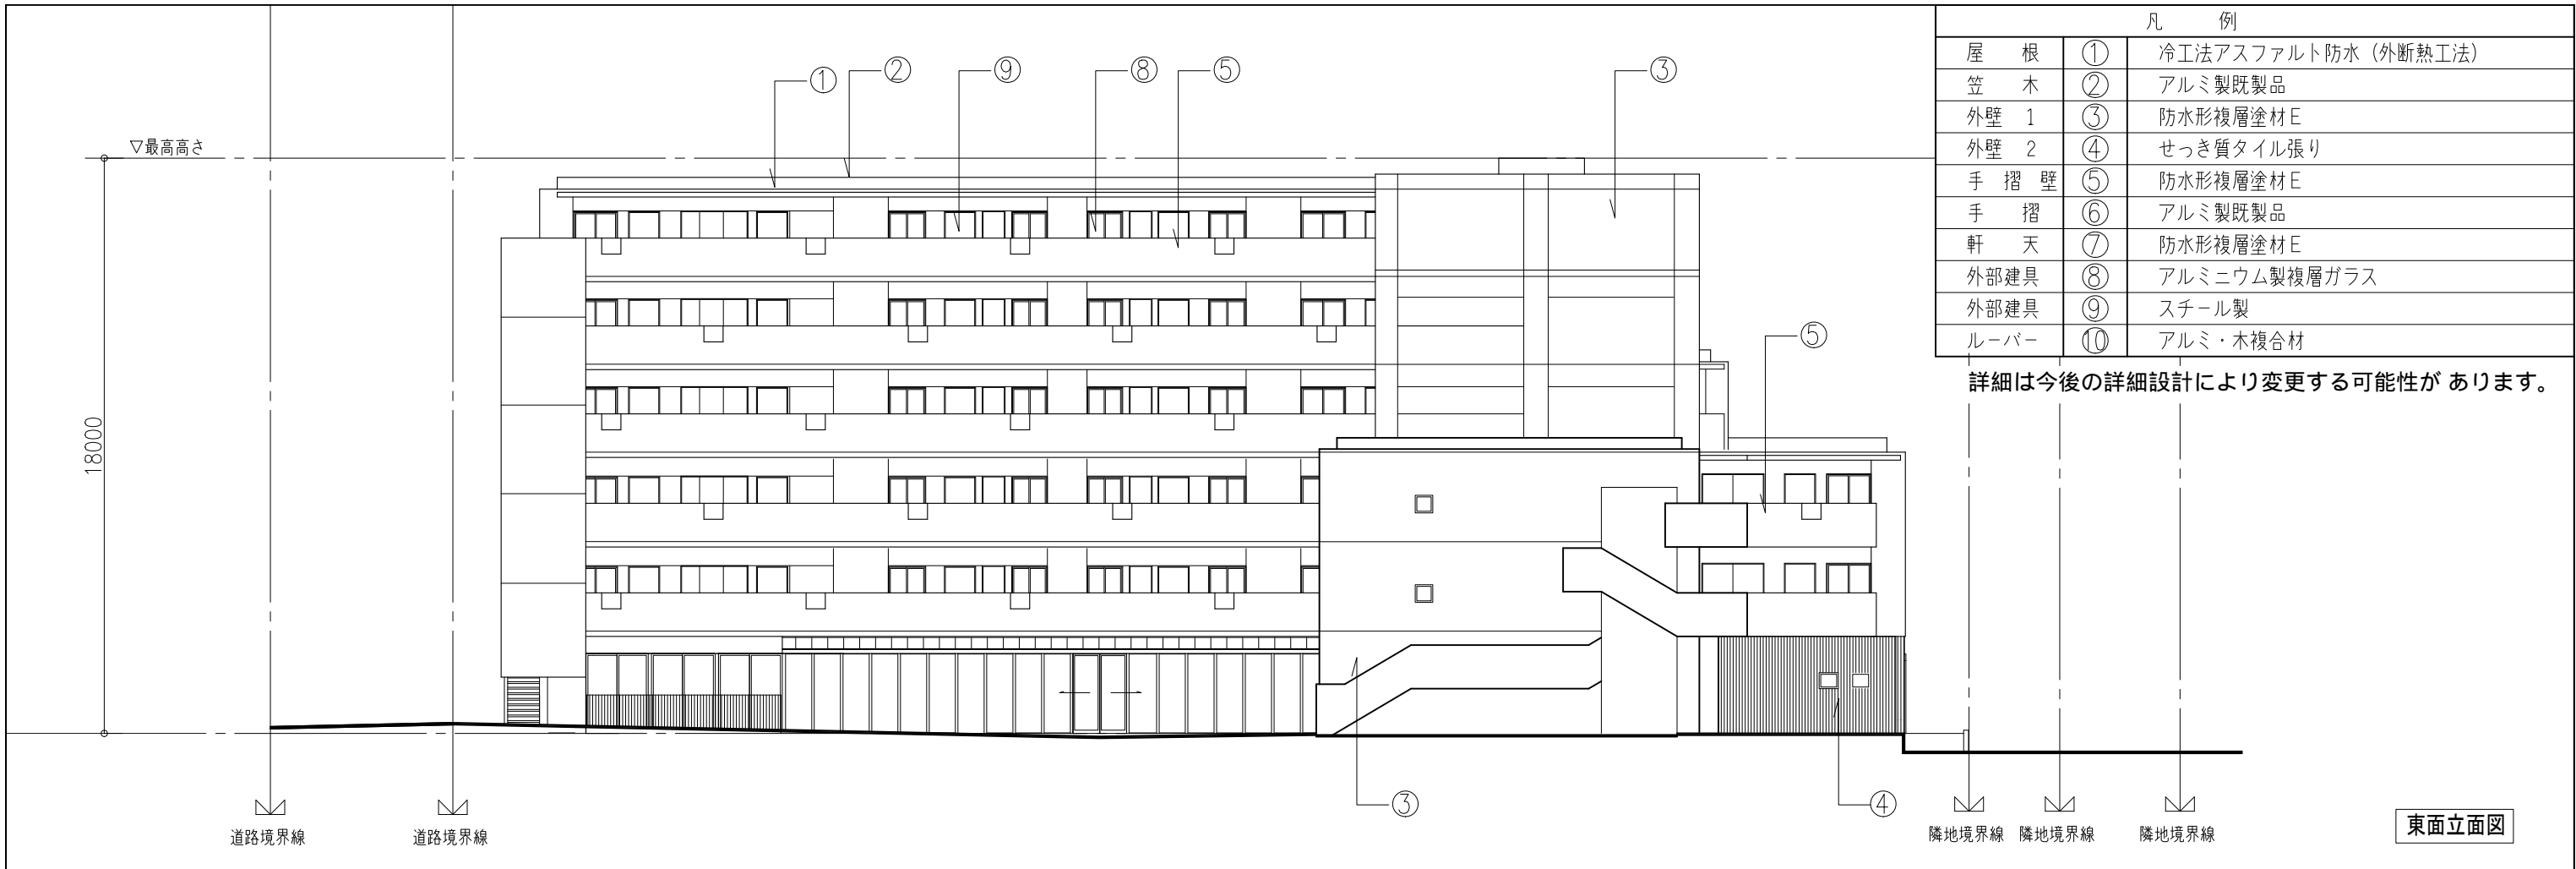 凡 例
屋 根 ① 冷工法アスファルト防水（外断熱工法）
笠 木 ② アルミ製既製品
外壁 1 ③ 防水形複層塗材E
外壁 2 ④ せっき質タイル張り
手 摺 壁 ⑤ 防水形複層塗材E
手 摺 ⑥ アルミ製既製品
軒 天 ⑦ 防水形複層塗材E
外部建具 ⑧ アルミニウム製複層ガラス
外部建具 ⑨ スチール製
ルーバー ⑩ アルミ・木複合材
詳細は今後の詳細設計により変更する可能性が あります。
① ② ⑨ ⑧ ⑤ ③
▽最高高さ
⑤
18000
③ ④
道路境界線 道路境界線 隣地境界線 隣地境界線 隣地境界線
東面立面図